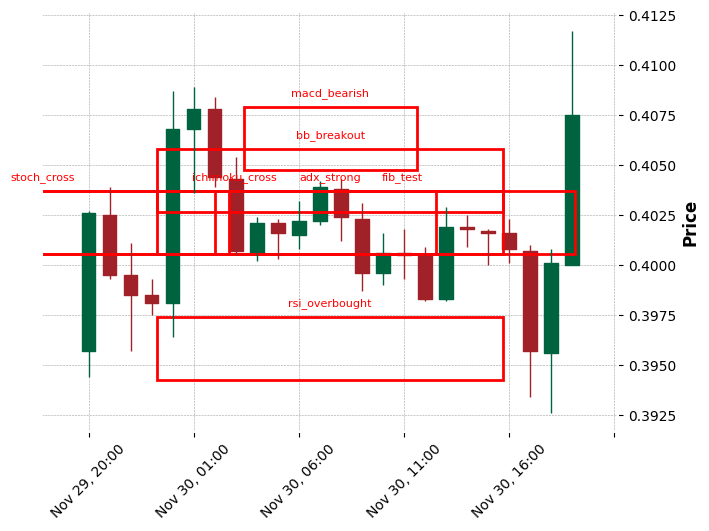 0.4125
0.4100
macd_bearish
0.4075
bb_breakout
0.4050
stoch_cross
ichimoku_cross
adx_strong
fib_test
0.4025
Price
0.4000
rsi_overbought
0.3975
0.3950
0.3925
Nov 29, 20:00
Nov 30, 01:00
Nov 30, 06:00
Nov 30, 11:00
Nov 30, 16:00